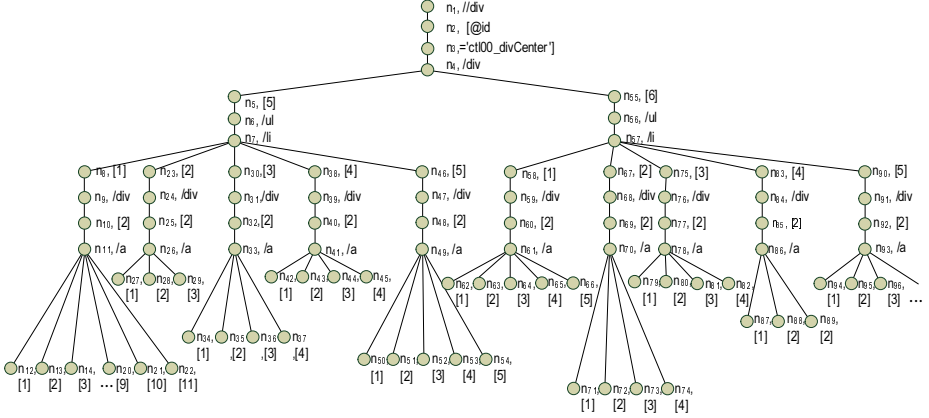 n1, //div
n2, [@id
n3,='ctl00_divCenter']
n4, /div
n5, [5]
n55, [6]
n6, /ul
n56, /ul
n7, /li
n57, /li
n8, [1]
n23, [2]
n30,[3]
n38, [4]
n46, [5]
n58, [1]
n67, [2]
n75, [3]
n83, [4]
n90, [5]
n9, /div
n24, /div
n31,/div
n39, /div
n47, /div
n59, /div
n68, /div
n76, /div
n84, /div
n91, /div
n10, [2]
n25, [2]
n32,[2]
n40, [2]
n48, [2]
n60, [2]
n69, [2]
n77, [2]
n85, [2]
n92, [2]
n11, /a
n26, /a
n33, /a
n41, /a
n49, /a
n61, /a
n70, /a
n78, /a
n86, /a
n93, /a
n27, n28, n29,
[1] [2] [3]
n42, n43, n44, n45,
[1] [2] [3] [4]
n62, n63, n64, n65, n66,
[1] [2] [3] [4] [5]
n79, n80 n81, n82,
[1] [2] [3] [4]
n94, n95, n96, ...
[1] [2] [3]
n87, n88, n89,
[1] [2] [2]
n34, n35 n36 n37
[1] ,[2] ,[3] ,[4]
n50 n51, n52, n53, n54,
[1] [2] [3] [4] [5]
n12, n13, n14, n20, n21, n22,
[1] [2] [3] ...[9] [10] [11]
n71, n72, n73, n74,
[1] [2] [3] [4]